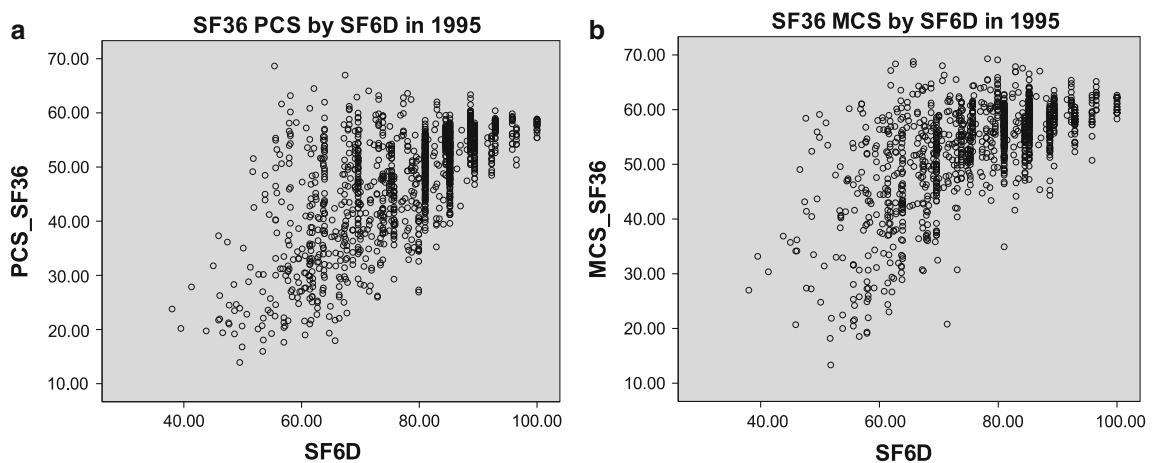 a
SF36 PCS by SF6D in 1995
PCS_SF36
70.00
60.00
50.00
40.00
30.00
20.00
10.00
40.00 60.00 80.00 100.00
SF6D
b
SF36 MCS by SF6D in 1995
MCS_SF36
70.00
60.00
50.00
40.00
30.00
20.00
10.00
40.00 60.00 80.00 100.00
SF6D